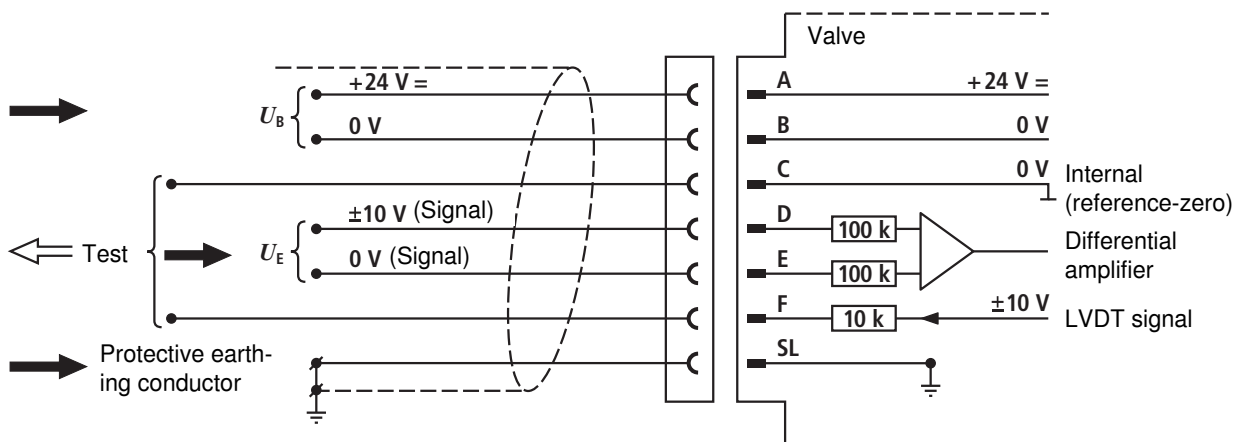 Valve
+24 V =
U_B
0 V
±10 V (Signal)
Test
U_E
0 V (Signal)
Protective earth-
ing conductor
A
+24 V =
B
0 V
C
0 V
Internal
(reference-zero)
D
100 k
E
100 k
Differential
amplifier
F
10 k
±10 V
LVDT signal
SL